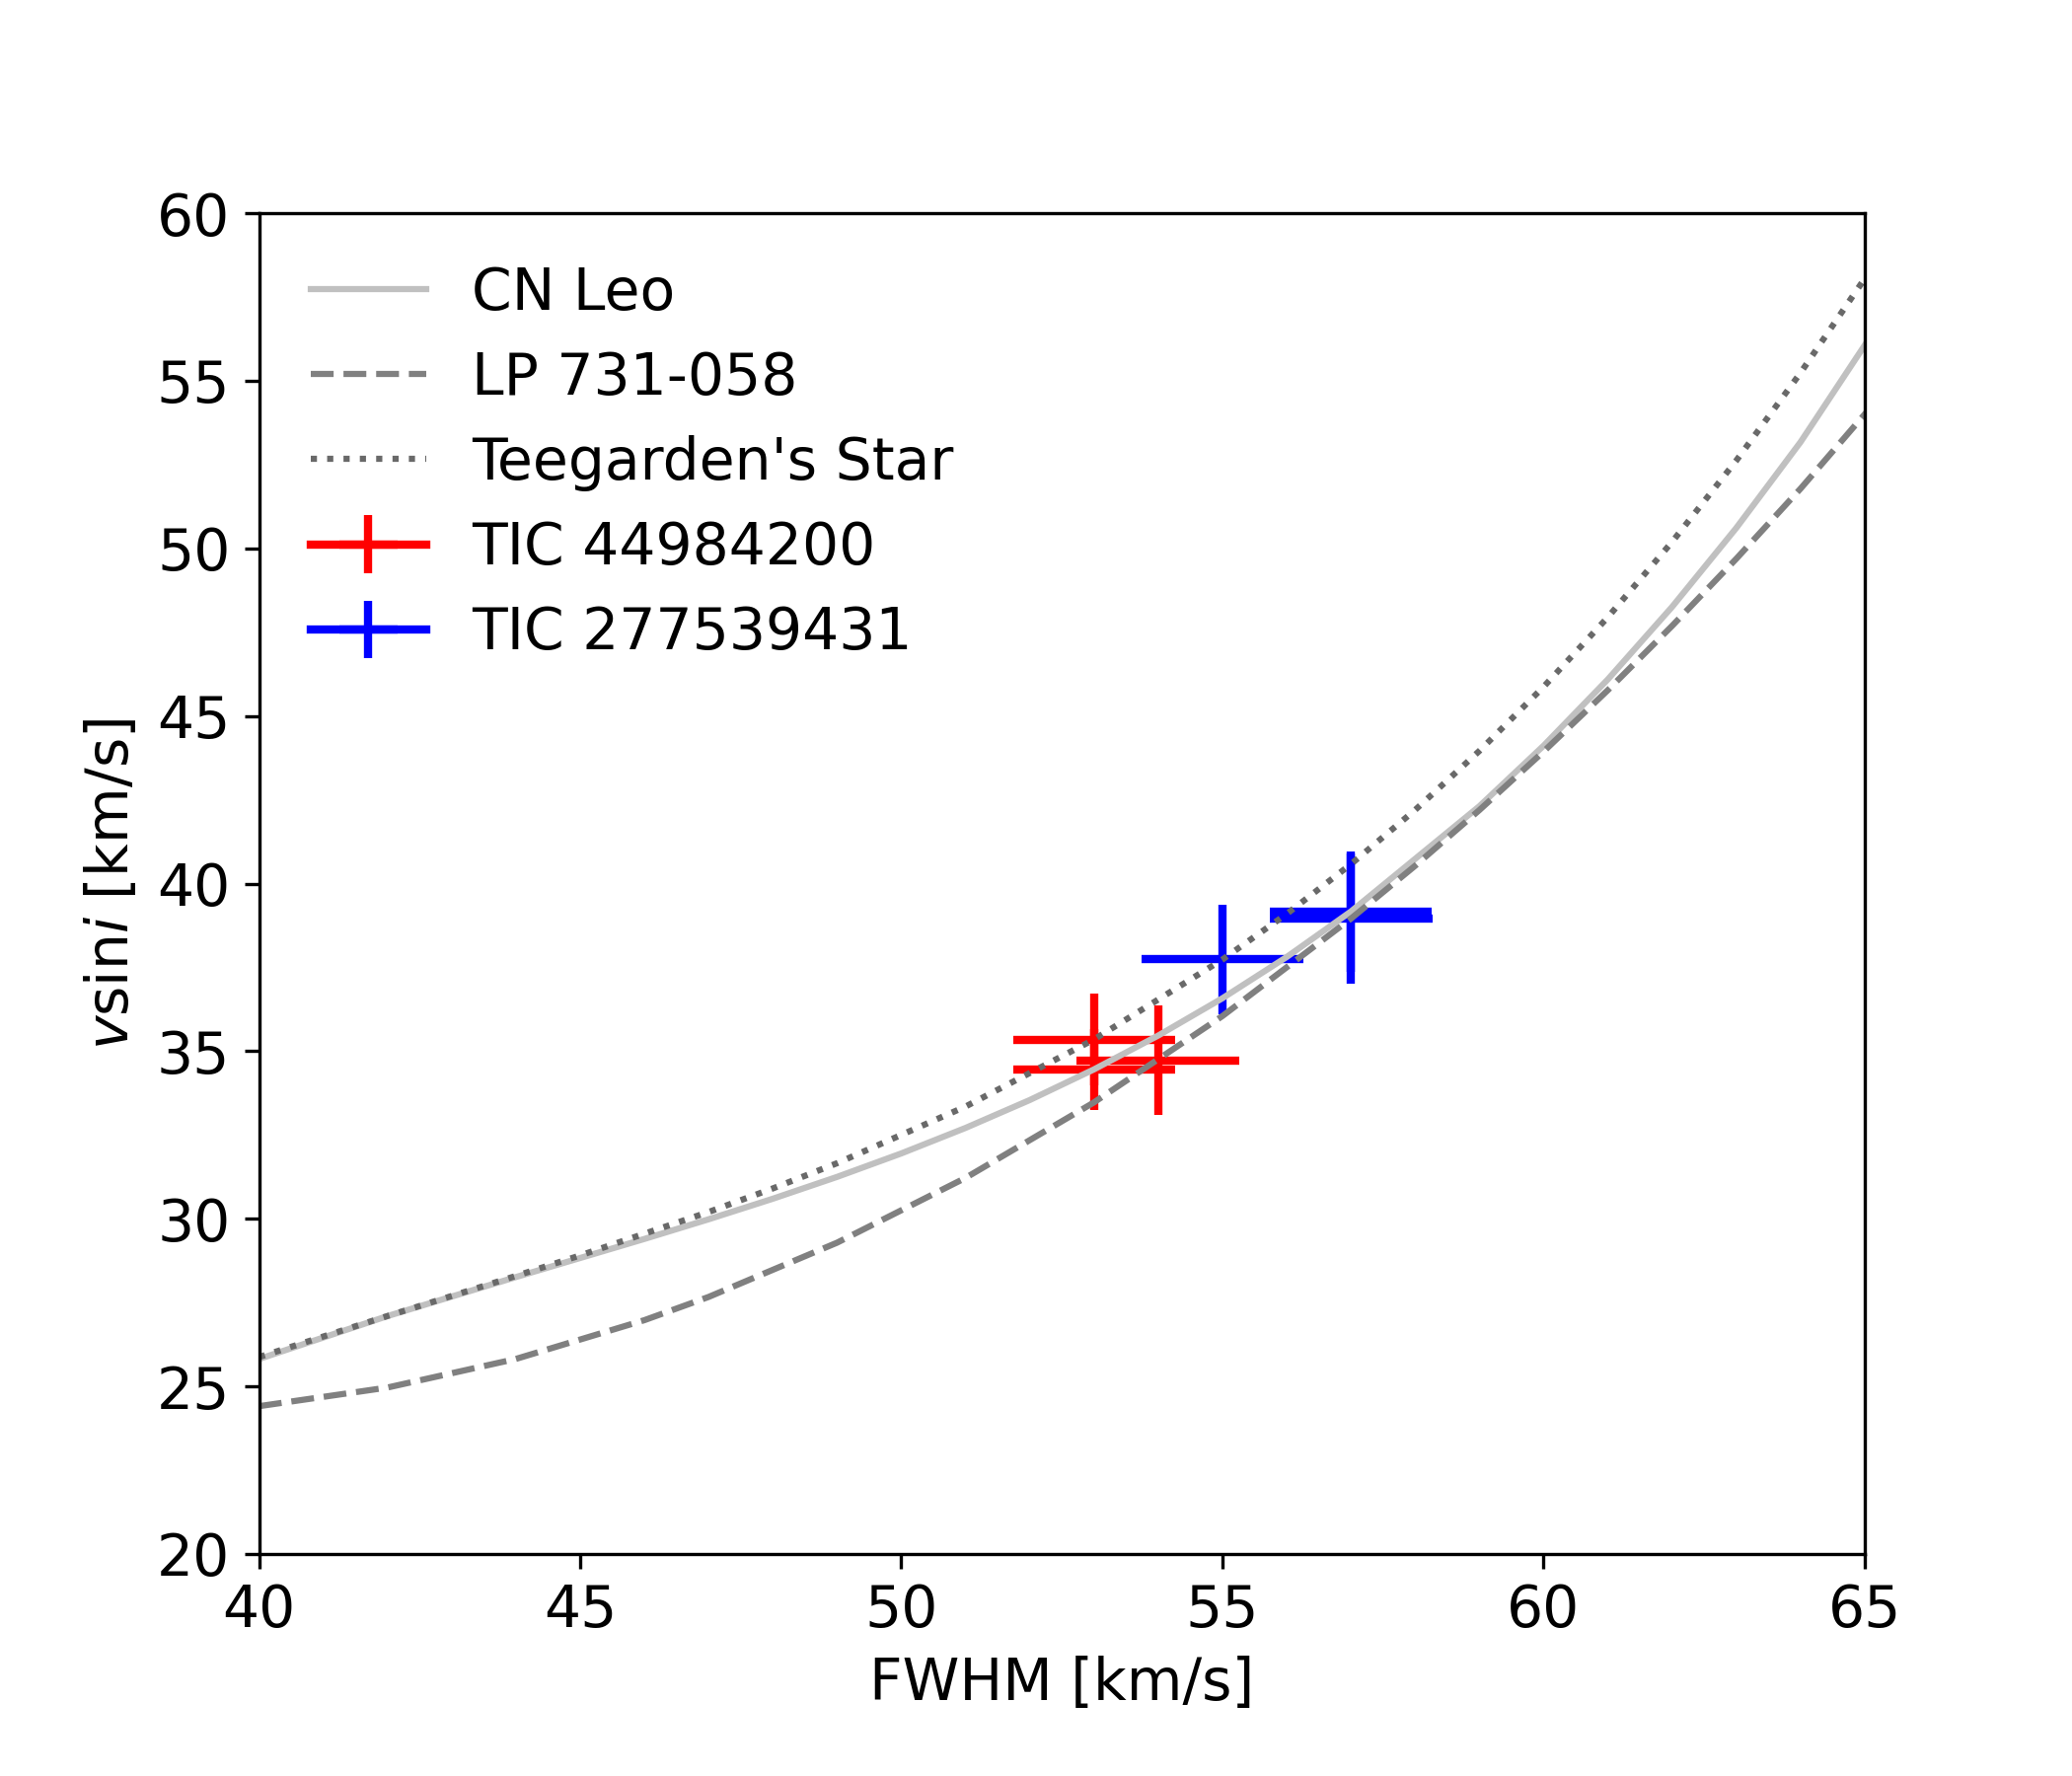 60
55
50
45
40
35
30
25
20
vsini [km/s]
CN Leo
LP 731-058
Teegarden's Star
TIC 44984200
TIC 277539431
40 45 50 55 60 65
FWHM [km/s]